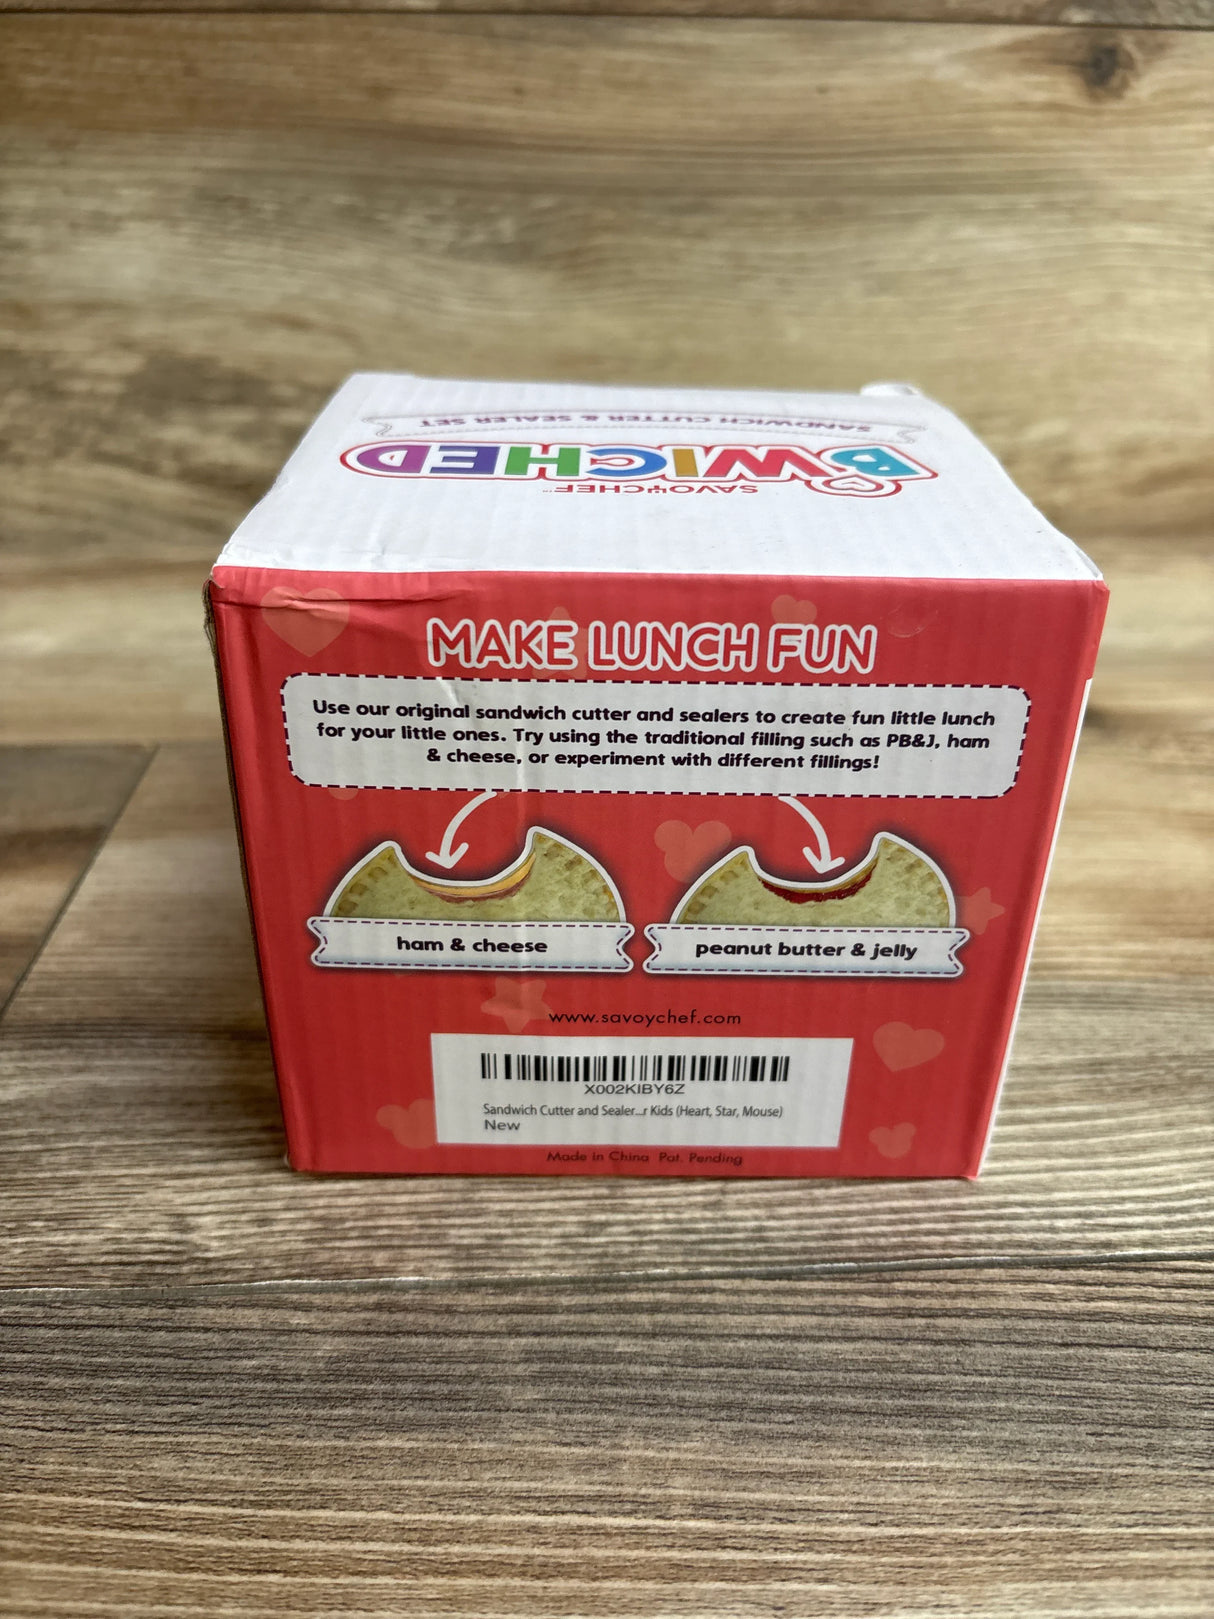 SANDWICH CUTTER & SEALER SET
BWICHED
SAVOY CHEF™
MAKE LUNCH FUN
Use our original sandwich cutter and sealers to create fun little lunch
for your little ones. Try using the traditional filling such as PB&J, ham
& cheese, or experiment with different fillings!
ham & cheese
peanut butter & jelly
www.savoychef.com
X002KIBY6Z
Sandwich Cutter and Sealer...r Kids (Heart, Star, Mouse)
New
Made in China Pat. Pending